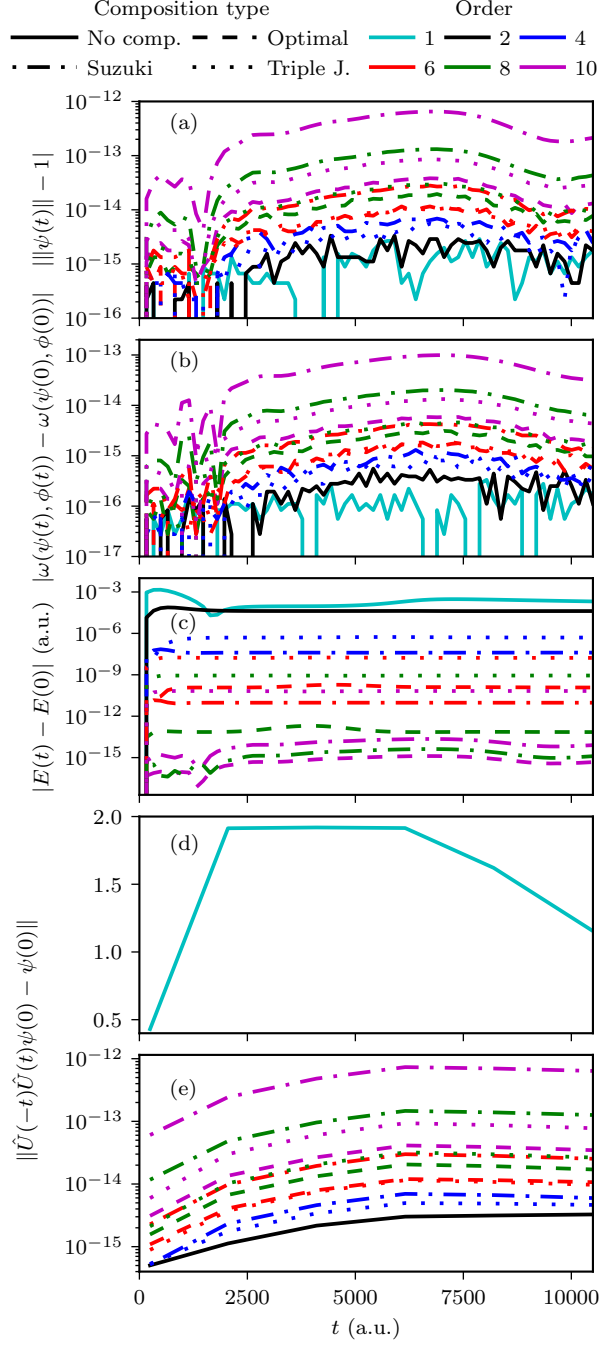 Composition type Order
No comp. Optimal 1 2 4
Suzuki Triple J. 6 8 10
|‖ψ(t)‖ − 1|
10⁻¹²
10⁻¹³
10⁻¹⁴
10⁻¹⁵
10⁻¹⁶
(a)
|ω(ψ(t), ϕ(t)) − ω(ψ(0), ϕ(0))|
10⁻¹³
10⁻¹⁴
10⁻¹⁵
10⁻¹⁶
10⁻¹⁷
(b)
|E(t) − E(0)| (a.u.)
10⁻³
10⁻⁶
10⁻⁹
10⁻¹²
10⁻¹⁵
(c)
‖Û(−t)Û(t)ψ(0) − ψ(0)‖
2.0
1.5
1.0
0.5
(d)
10⁻¹²
10⁻¹³
10⁻¹⁴
10⁻¹⁵
(e)
0 2500 5000 7500 10000
t (a.u.)